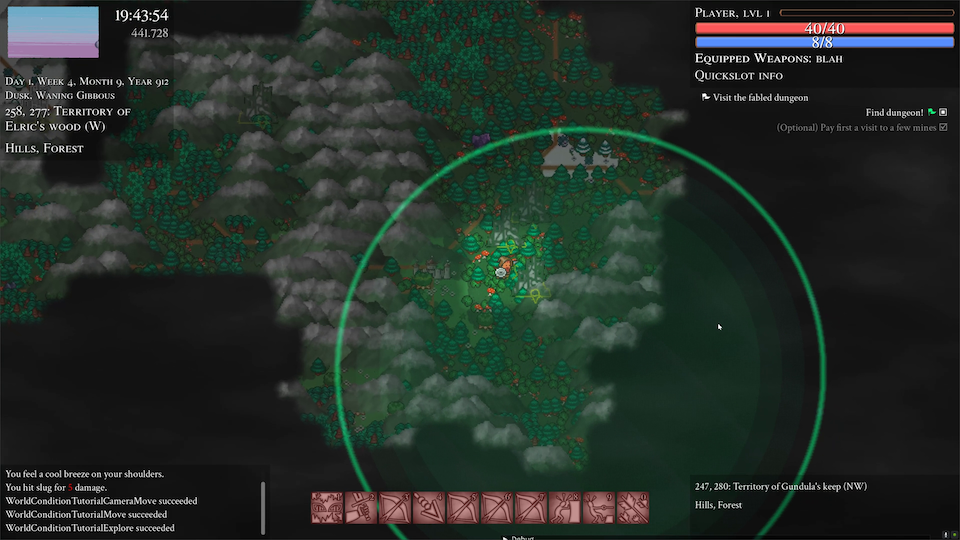 19:43:54
441.728
Day 1, Week 4, Month 9, Year 912
Dusk, Waning Gibbous
258, 277: Territory of
Elric's wood (W)
Hills, Forest
Player, lvl 1
40/40
8/8
Equipped Weapons: blah
Quickslot info
Visit the fabled dungeon
Find dungeon!
(Optional) Pay first a visit to a few mines
You feel a cool breeze on your shoulders.
You hit slug for 5 damage.
WorldConditionTutorialCameraMove succeeded
WorldConditionTutorialMove succeeded
WorldConditionTutorialExplore succeeded
247, 280: Territory of Gundula's keep (NW)
Hills, Forest
Debug